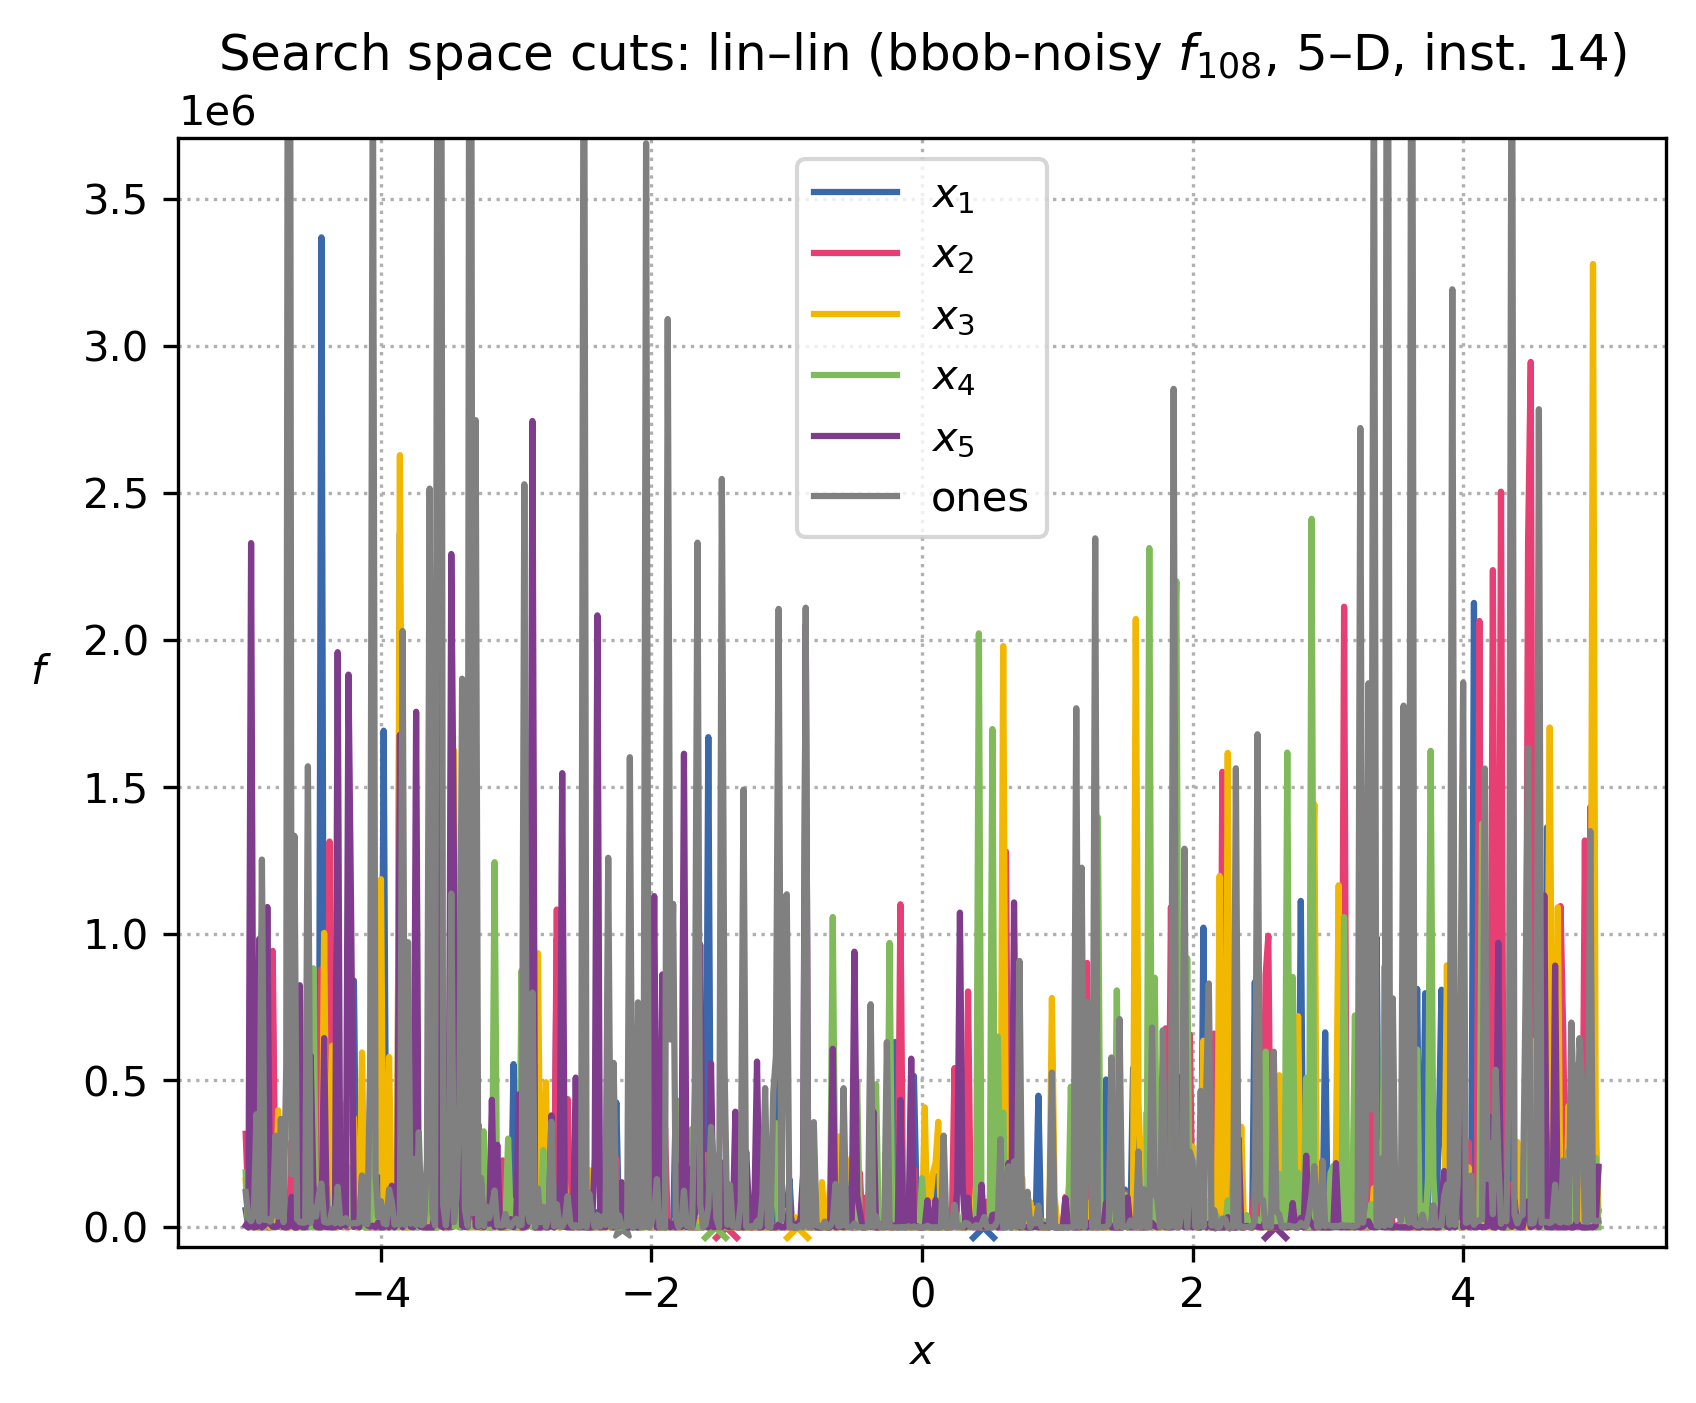 Search space cuts: lin–lin (bbob-noisy f₁₀₈, 5–D, inst. 14)
1e6
3.5
3.0
2.5
2.0
1.5
1.0
0.5
0.0
f
x₁
x₂
x₃
x₄
x₅
ones
−4
−2
0
2
4
x